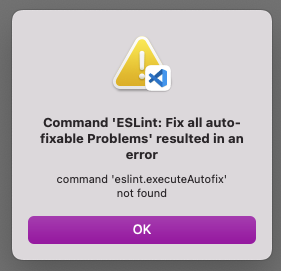 Command 'ESLint: Fix all auto-
fixable Problems' resulted in an
error
command 'eslint.executeAutofix'
not found
OK